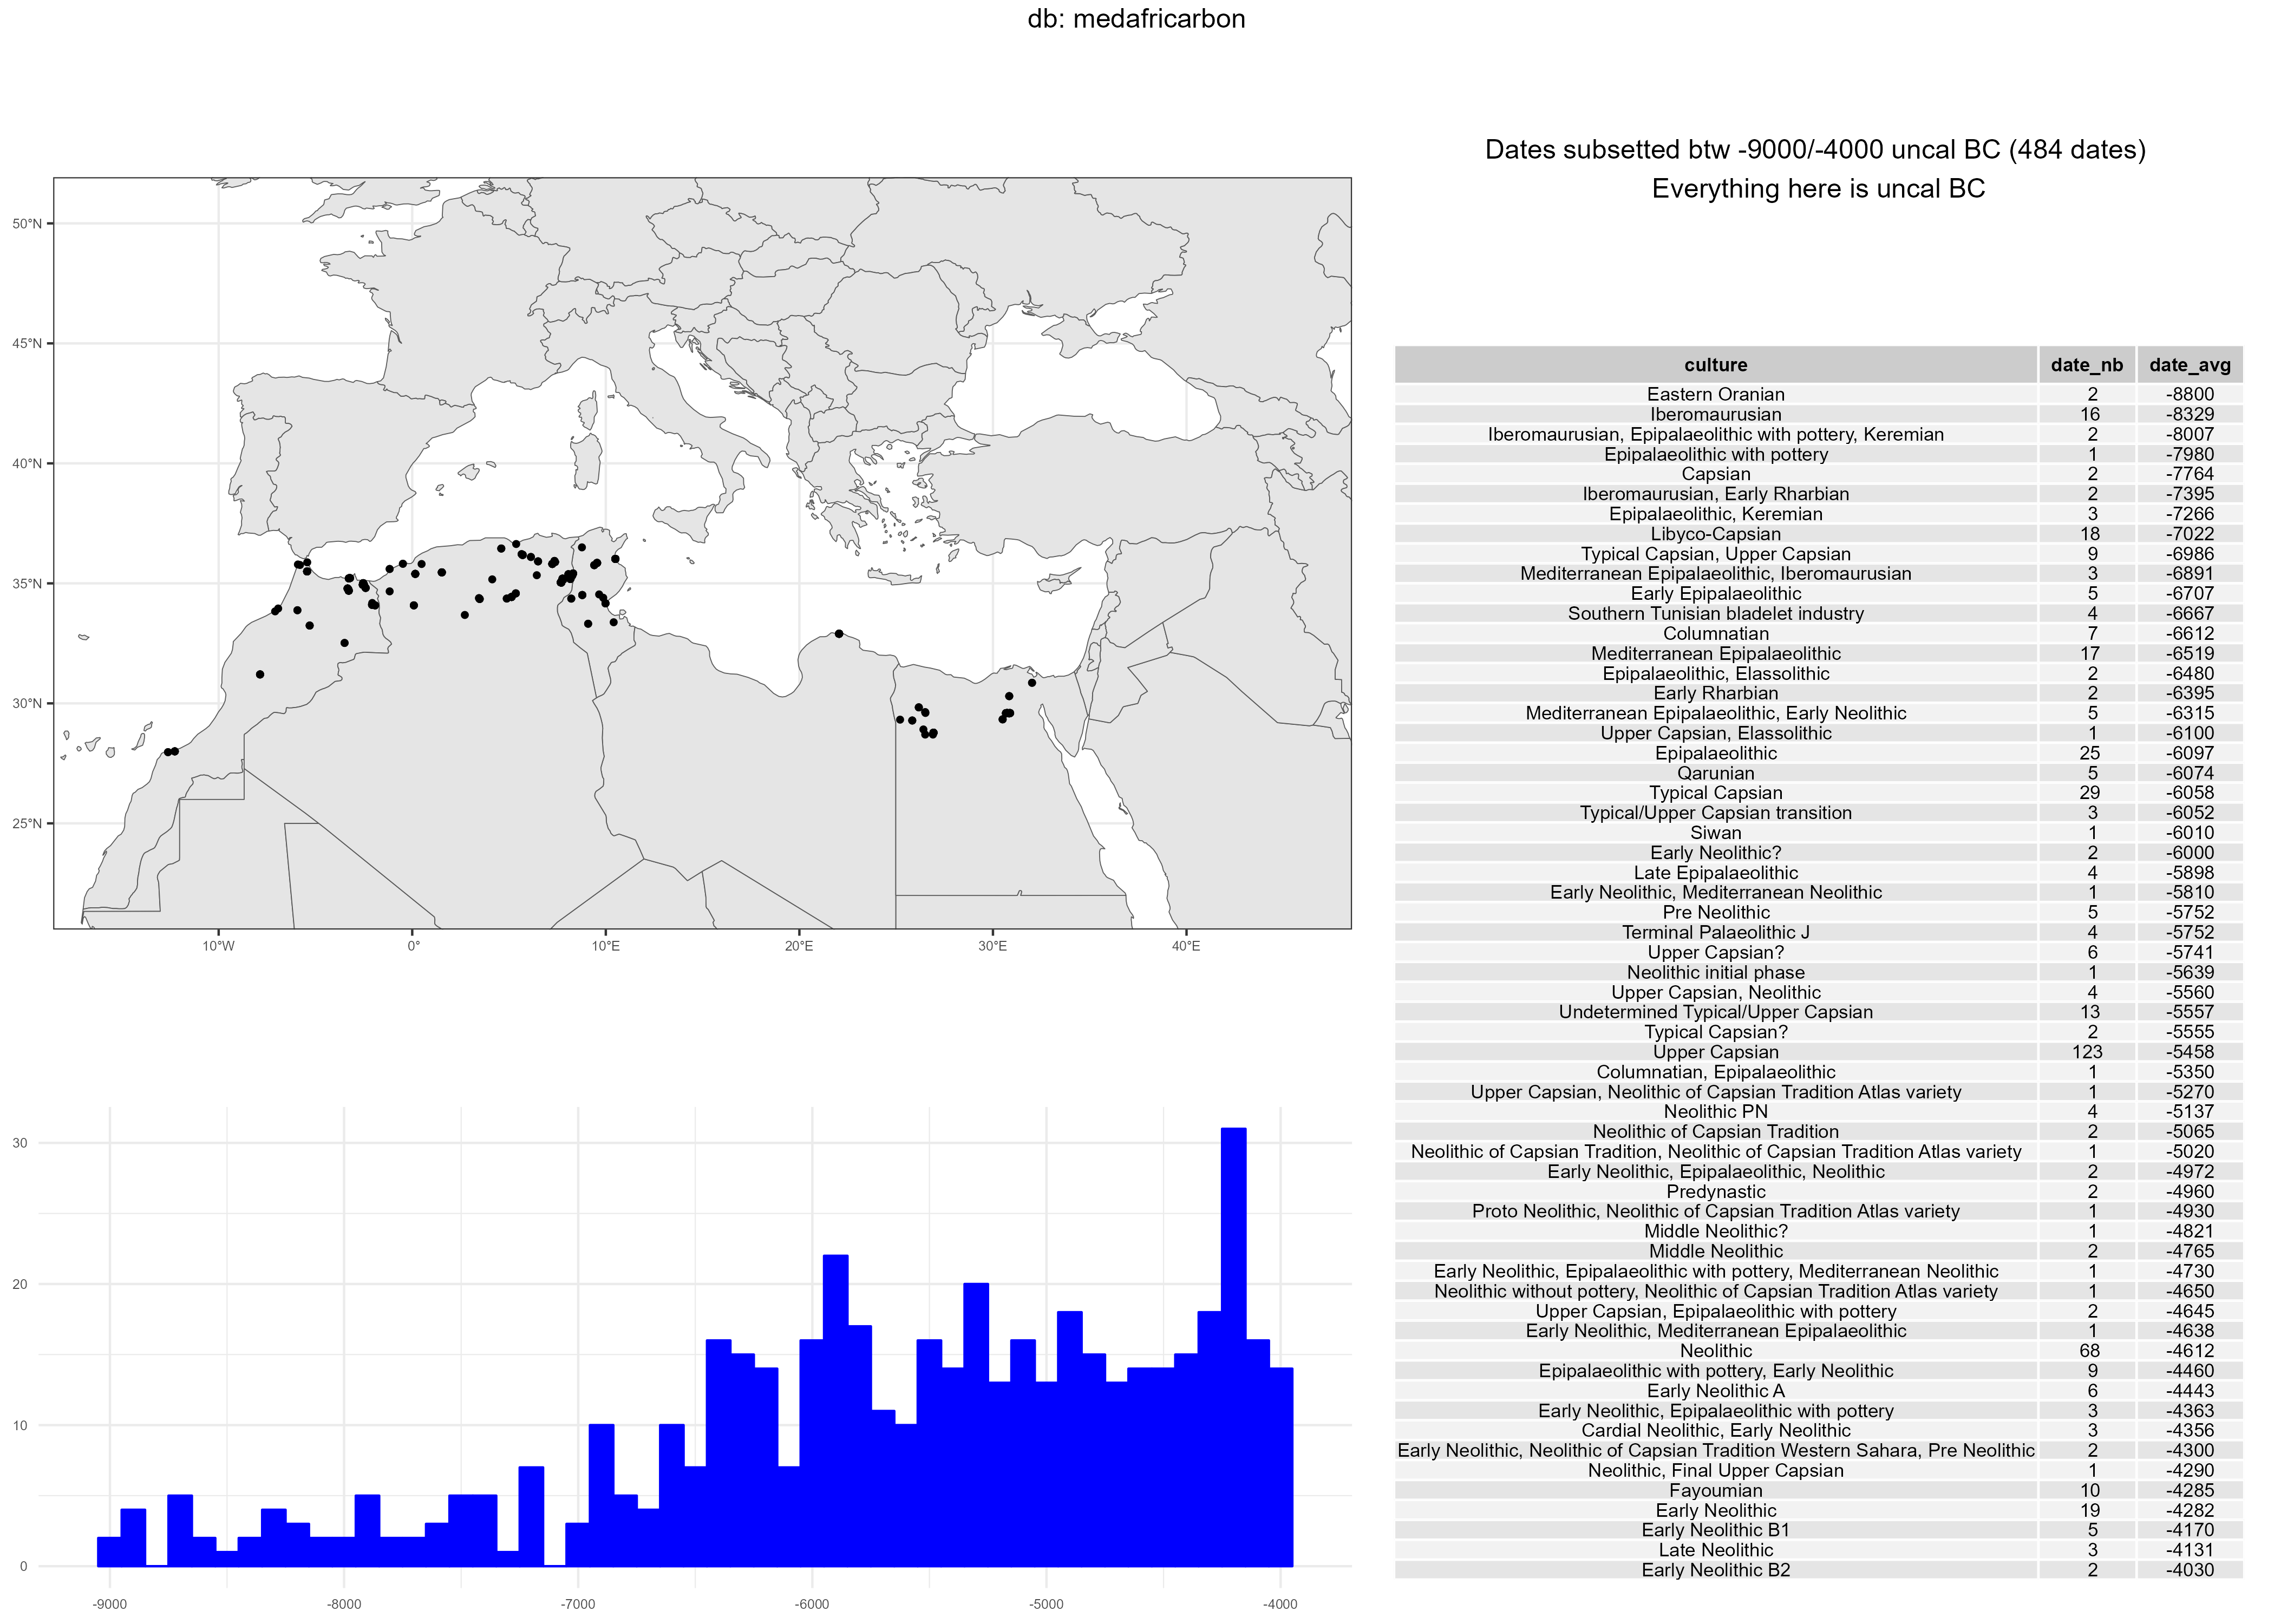 db: medafricarbon
Dates subsetted btw -9000/-4000 uncal BC (484 dates)
Everything here is uncal BC
50°N
45°N
40°N
35°N
30°N
25°N
10°W 0° 10°E 20°E 30°E 40°E
30
20
10
0
-9000 -8000 -7000 -6000 -5000 -4000
culture date_nb date_avg
Eastern Oranian 2 -8800
Iberomaurusian 16 -8329
Iberomaurusian, Epipalaeolithic with pottery, Keremian 2 -8007
Epipalaeolithic with pottery 1 -7980
Capsian 2 -7764
Iberomaurusian, Early Rharbian 2 -7395
Epipalaeolithic, Keremian 3 -7266
Libyco-Capsian 18 -7022
Typical Capsian, Upper Capsian 9 -6986
Mediterranean Epipalaeolithic, Iberomaurusian 3 -6891
Early Epipalaeolithic 5 -6707
Southern Tunisian bladelet industry 4 -6667
Columnatian 7 -6612
Mediterranean Epipalaeolithic 17 -6519
Epipalaeolithic, Elassolithic 2 -6480
Early Rharbian 2 -6395
Mediterranean Epipalaeolithic, Early Neolithic 5 -6315
Upper Capsian, Elassolithic 1 -6100
Epipalaeolithic 25 -6097
Qarunian 5 -6074
Typical Capsian 29 -6058
Typical/Upper Capsian transition 3 -6052
Siwan 1 -6010
Early Neolithic? 2 -6000
Late Epipalaeolithic 4 -5898
Early Neolithic, Mediterranean Neolithic 1 -5810
Pre Neolithic 5 -5752
Terminal Palaeolithic J 4 -5752
Upper Capsian? 6 -5741
Neolithic initial phase 1 -5639
Upper Capsian, Neolithic 4 -5560
Undetermined Typical/Upper Capsian 13 -5557
Typical Capsian? 2 -5555
Upper Capsian 123 -5458
Columnatian, Epipalaeolithic 1 -5350
Upper Capsian, Neolithic of Capsian Tradition Atlas variety 1 -5270
Neolithic PN 4 -5137
Neolithic of Capsian Tradition 2 -5065
Neolithic of Capsian Tradition, Neolithic of Capsian Tradition Atlas variety 1 -5020
Early Neolithic, Epipalaeolithic, Neolithic 2 -4972
Predynastic 2 -4960
Proto Neolithic, Neolithic of Capsian Tradition Atlas variety 1 -4930
Middle Neolithic? 1 -4821
Middle Neolithic 2 -4765
Early Neolithic, Epipalaeolithic with pottery, Mediterranean Neolithic 1 -4730
Neolithic without pottery, Neolithic of Capsian Tradition Atlas variety 1 -4650
Upper Capsian, Epipalaeolithic with pottery 2 -4645
Early Neolithic, Mediterranean Epipalaeolithic 1 -4638
Neolithic 68 -4612
Epipalaeolithic with pottery, Early Neolithic 9 -4460
Early Neolithic A 6 -4443
Early Neolithic, Epipalaeolithic with pottery 3 -4363
Cardial Neolithic, Early Neolithic 3 -4356
Early Neolithic, Neolithic of Capsian Tradition Western Sahara, Pre Neolithic 2 -4300
Neolithic, Final Upper Capsian 1 -4290
Fayoumian 10 -4285
Early Neolithic 19 -4282
Early Neolithic B1 5 -4170
Late Neolithic 3 -4131
Early Neolithic B2 2 -4030